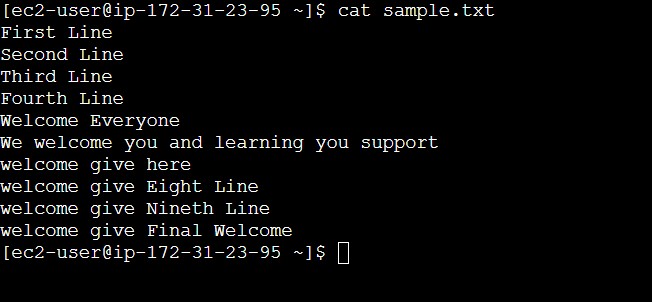 [ec2-user@ip-172-31-23-95 ~]$ cat sample.txt
First Line
Second Line
Third Line
Fourth Line
Welcome Everyone
We welcome you and learning you support
welcome give here
welcome give Eight Line
welcome give Nineth Line
welcome give Final Welcome
[ec2-user@ip-172-31-23-95 ~]$